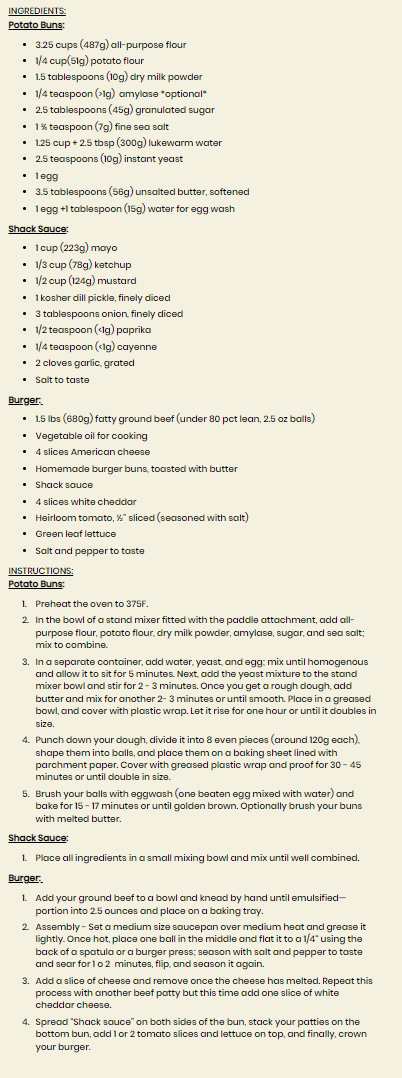 INGREDIENTS:
Potato Buns:
• 3.25 cups (487g) all-purpose flour
• 1/4 cup(51g) potato flour
• 1.5 tablespoons (10g) dry milk powder
• 1/4 teaspoon (>1g) amylase *optional*
• 2.5 tablespoons (45g) granulated sugar
• 1 ¾ teaspoon (7g) fine sea salt
• 1.25 cup + 2.5 tbsp (300g) lukewarm water
• 2.5 teaspoons (10g) instant yeast
• 1 egg
• 3.5 tablespoons (56g) unsalted butter, softened
• 1 egg +1 tablespoon (15g) water for egg wash
Shack Sauce:
• 1 cup (223g) mayo
• 1/3 cup (78g) ketchup
• 1/2 cup (124g) mustard
• 1 kosher dill pickle, finely diced
• 3 tablespoons onion, finely diced
• 1/2 teaspoon (<1g) paprika
• 1/4 teaspoon (<1g) cayenne
• 2 cloves garlic, grated
• Salt to taste
Burger:
• 1.5 lbs (680g) fatty ground beef (under 80 pct lean, 2.5 oz balls)
• Vegetable oil for cooking
• 4 slices American cheese
• Homemade burger buns, toasted with butter
• Shack sauce
• 4 slices white cheddar
• Heirloom tomato, ½" sliced (seasoned with salt)
• Green leaf lettuce
• Salt and pepper to taste
INSTRUCTIONS:
Potato Buns:
1. Preheat the oven to 375F.
2. In the bowl of a stand mixer fitted with the paddle attachment, add all-
purpose flour, potato flour, dry milk powder, amylase, sugar, and sea salt;
mix to combine.
3. In a separate container, add water, yeast, and egg; mix until homogenous
and allow it to sit for 5 minutes. Next, add the yeast mixture to the stand
mixer bowl and stir for 2 - 3 minutes. Once you get a rough dough, add
butter and mix for another 2- 3 minutes or until smooth. Place in a greased
bowl, and cover with plastic wrap. Let it rise for one hour or until it doubles in
size.
4. Punch down your dough, divide it into 8 even pieces (around 120g each),
shape them into balls, and place them on a baking sheet lined with
parchment paper. Cover with greased plastic wrap and proof for 30 - 45
minutes or until double in size.
5. Brush your balls with eggwash (one beaten egg mixed with water) and
bake for 15 - 17 minutes or until golden brown. Optionally brush your buns
with melted butter.
Shack Sauce:
1. Place all ingredients in a small mixing bowl and mix until well combined.
Burger:
1. Add your ground beef to a bowl and knead by hand until emulsified—
portion into 2.5 ounces and place on a baking tray.
2. Assembly - Set a medium size saucepan over medium heat and grease it
lightly. Once hot, place one ball in the middle and flat it to a 1/4" using the
back of a spatula or a burger press; season with salt and pepper to taste
and sear for 1 o 2 minutes, flip, and season it again.
3. Add a slice of cheese and remove once the cheese has melted. Repeat this
process with another beef patty but this time add one slice of white
cheddar cheese.
4. Spread “Shack sauce” on both sides of the bun, stack your patties on the
bottom bun, add 1 or 2 tomato slices and lettuce on top, and finally, crown
your burger.